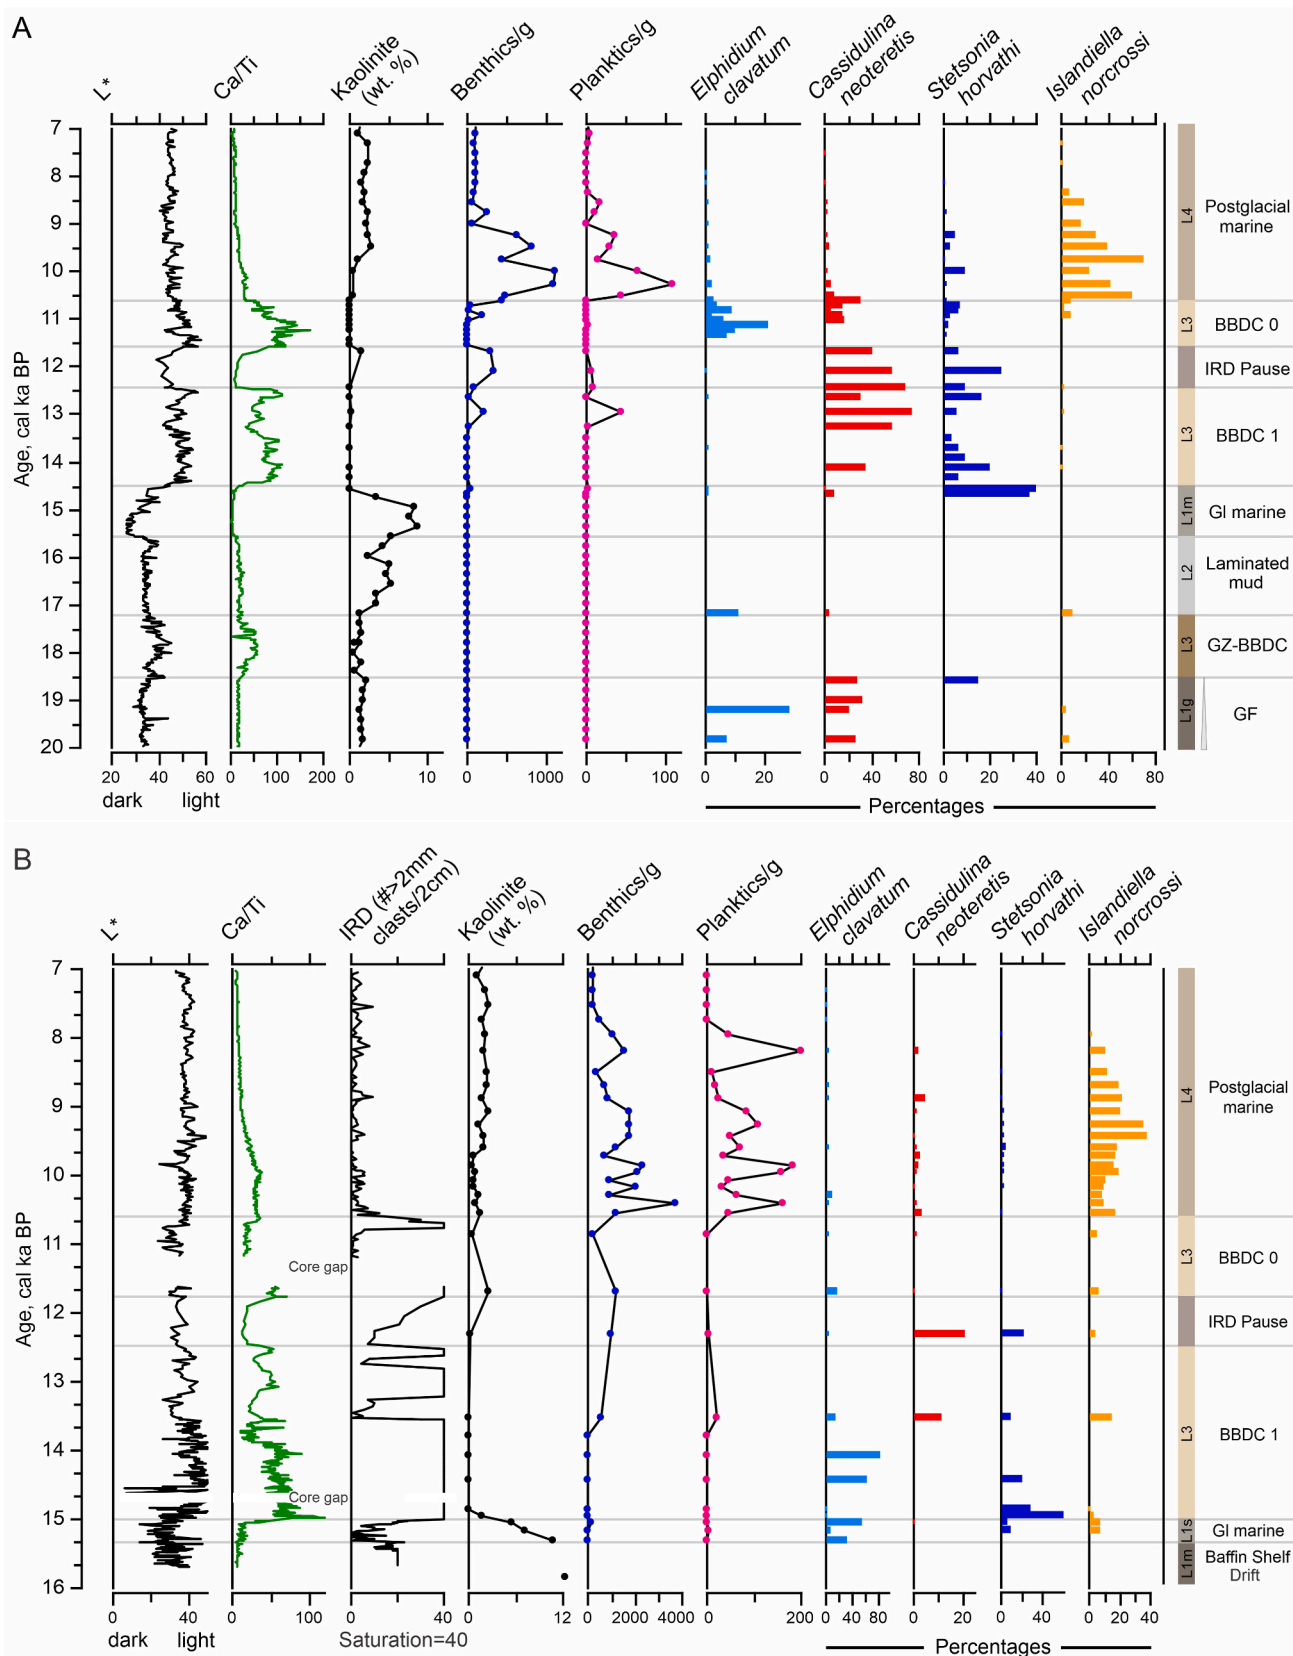 A
L*
Ca/Ti
Kaolinite
(wt. %)
Benthics/g
Planktics/g
Elphidium
clavatum
Cassidulina
neoteretis
Stetsonia
horvathi
Islandiella
norcrossi
Age, cal ka BP
7
8
9
10
11
12
13
14
15
16
17
18
19
20
L4
Postglacial
marine
L3
BBDC 0
IRD Pause
L3
BBDC 1
L1m
Gl marine
L2
Laminated
mud
L3
GZ-BBDC
L1g
GF
20 40 60
0 100 200
0 10
0 1000
0 100
0 20
0 40 80
0 20 40
0 40 80
dark light
Percentages
B
L*
Ca/Ti
IRD (#>2mm
clasts/2cm)
Kaolinite
(wt. %)
Benthics/g
Planktics/g
Elphidium
clavatum
Cassidulina
neoteretis
Stetsonia
horvathi
Islandiella
norcrossi
Age, cal ka BP
7
8
9
10
11
12
13
14
15
16
Core gap
Core gap
L4
Postglacial
marine
L3
BBDC 0
IRD Pause
L3
BBDC 1
L1s
Gl marine
L1m
Baffin Shelf
Drift
0 40
0 100
0 40
0 12
0 2000 4000
0 200
0 40 80
0 20
0 40
0 20 40
dark light
Saturation=40
Percentages